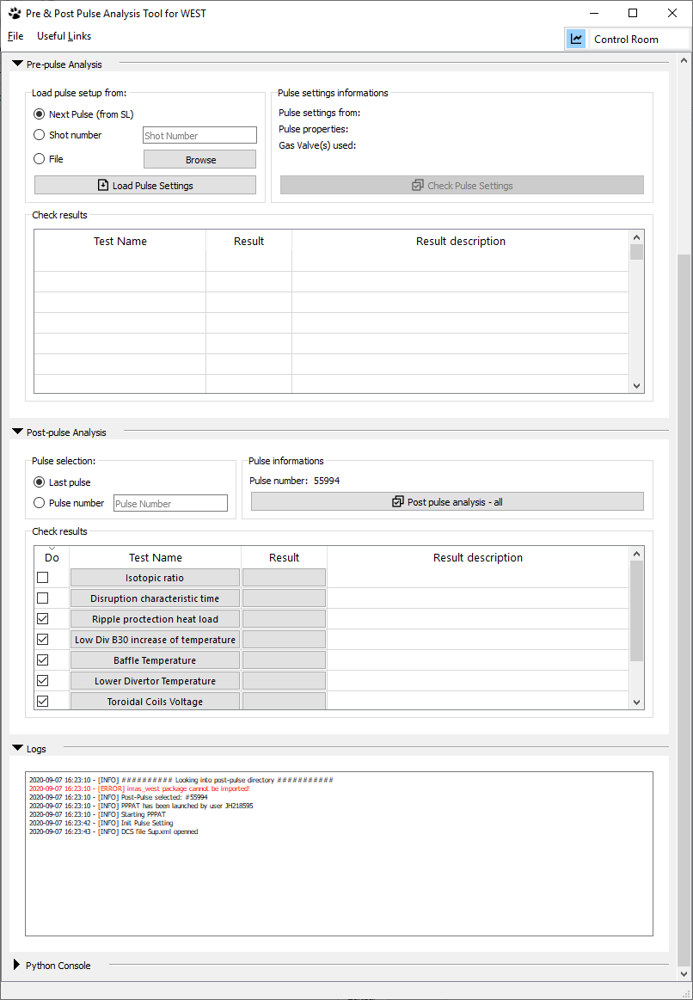 Pre & Post Pulse Analysis Tool for WEST
File Useful Links
Control Room
Pre-pulse Analysis
Load pulse setup from:
Next Pulse (from SL)
Shot number Shot Number
File Browse
Load Pulse Settings
Pulse settings informations
Pulse settings from:
Pulse properties:
Gas Valve(s) used:
Check Pulse Settings
Check results
Test Name Result Result description
Post-pulse Analysis
Pulse selection:
Last pulse
Pulse number Pulse Number
Pulse informations
Pulse number: 55994
Post pulse analysis - all
Check results
Do Test Name Result Result description
Isotopic ratio
Disruption characteristic time
Ripple proctection heat load
Low Div B30 increase of temperature
Baffle Temperature
Lower Divertor Temperature
Toroidal Coils Voltage
Logs
2020-09-07 16:23:10 - [INFO] ########## Looking into post-pulse directory ###########
2020-09-07 16:23:10 - [ERROR] imas_west package cannot be imported!
2020-09-07 16:23:10 - [INFO] Post-Pulse selected: #55994
2020-09-07 16:23:10 - [INFO] PPPAT has been launched by user JH218595
2020-09-07 16:23:10 - [INFO] Starting PPPAT
2020-09-07 16:23:42 - [INFO] Init Pulse Setting
2020-09-07 16:23:43 - [INFO] DCS file Sup.xml openned
Python Console